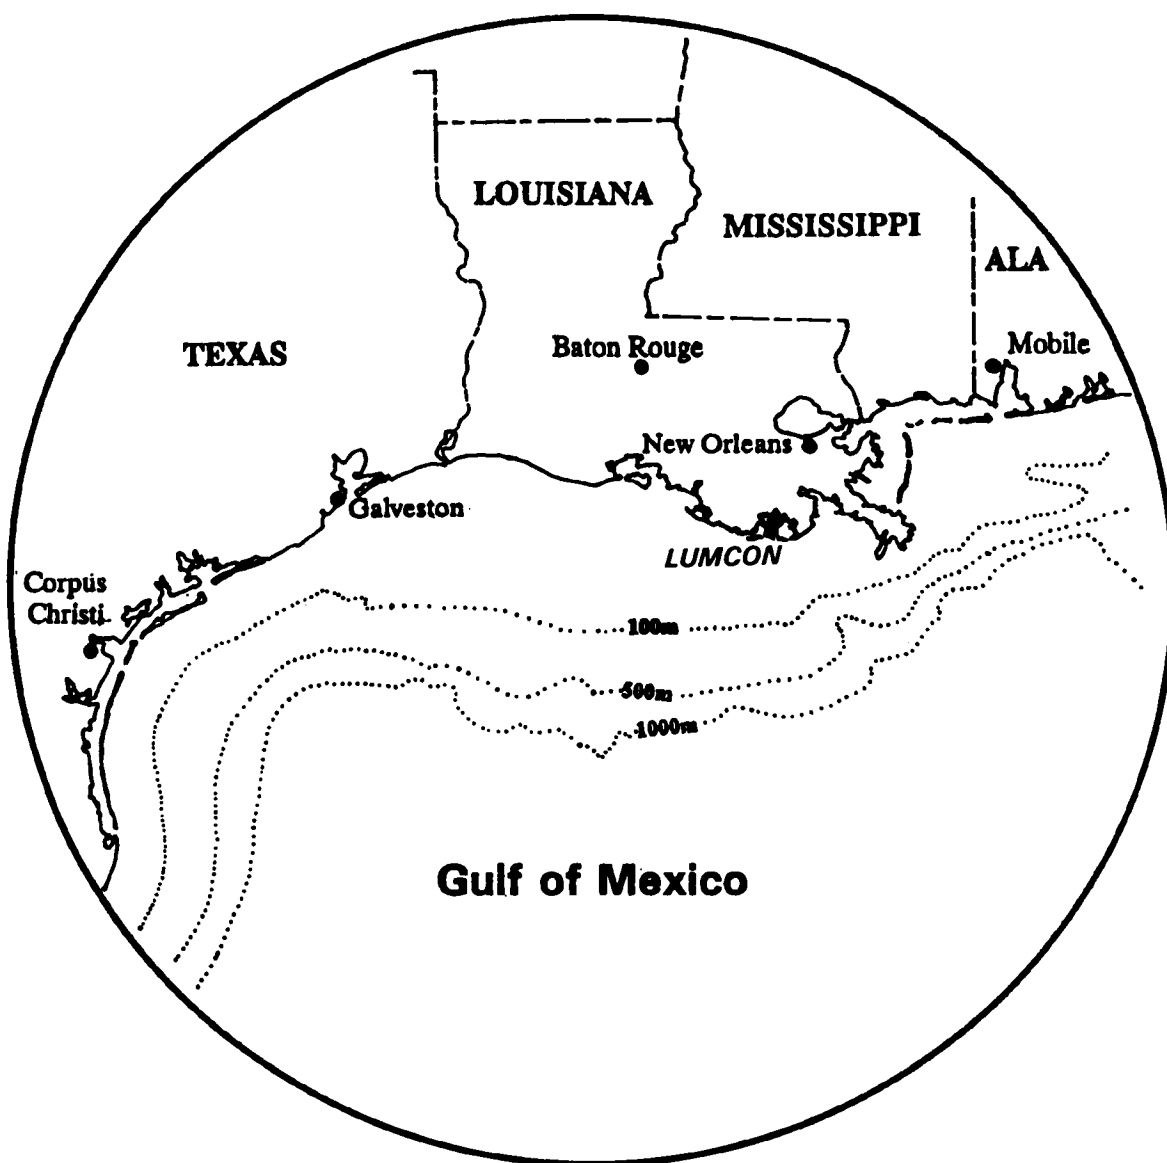 LOUISIANA
MISSISSIPPI
ALA
TEXAS
Baton Rouge
Mobile
New Orleans
Galveston
LUMCON
Corpus
Christi
100m
500m
1000m
Gulf of Mexico